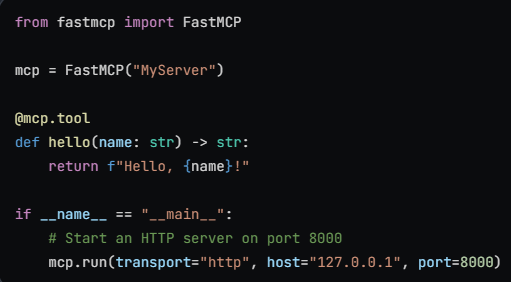 from fastmcp import FastMCP

mcp = FastMCP("MyServer")

@mcp.tool
def hello(name: str) -> str:
    return f"Hello, {name}!"

if __name__ == "__main__":
    # Start an HTTP server on port 8000
    mcp.run(transport="http", host="127.0.0.1", port=8000)